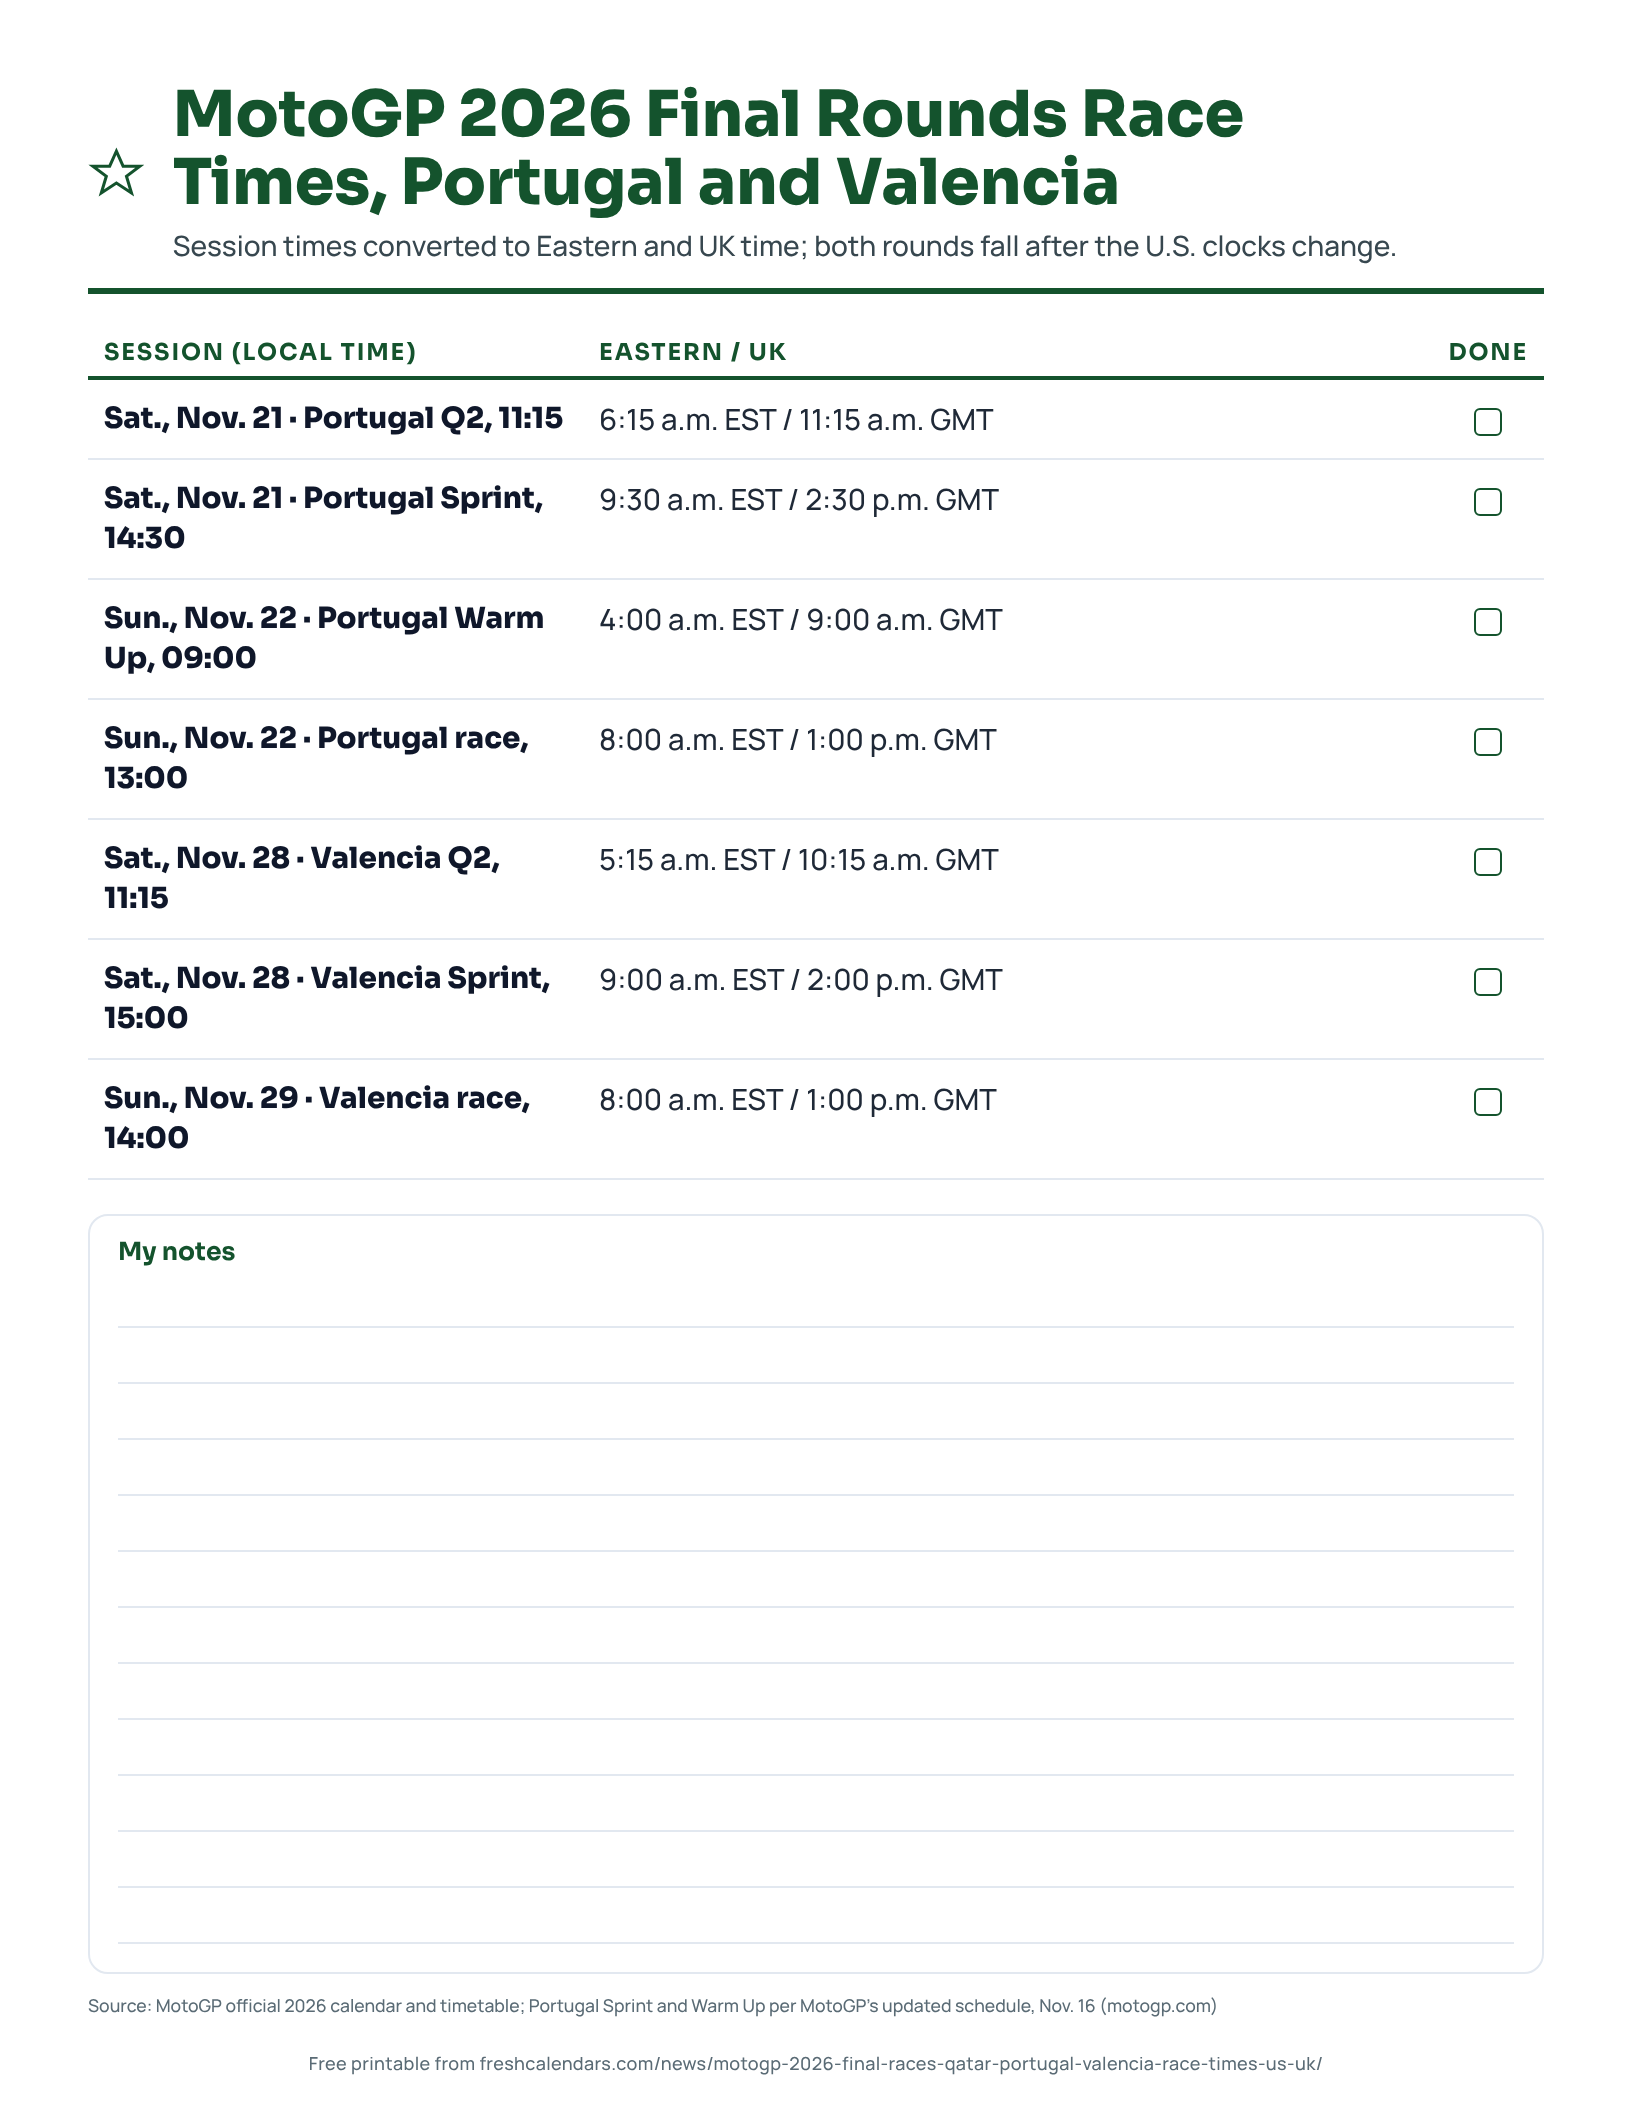 MotoGP 2026 Final Rounds Race
Times, Portugal and Valencia
Session times converted to Eastern and UK time; both rounds fall after the U.S. clocks change.
SESSION (LOCAL TIME) EASTERN / UK DONE
Sat., Nov. 21 · Portugal Q2, 11:15 6:15 a.m. EST / 11:15 a.m. GMT
Sat., Nov. 21 · Portugal Sprint, 9:30 a.m. EST / 2:30 p.m. GMT
14:30
Sun., Nov. 22 · Portugal Warm 4:00 a.m. EST / 9:00 a.m. GMT
Up, 09:00
Sun., Nov. 22 · Portugal race, 8:00 a.m. EST / 1:00 p.m. GMT
13:00
Sat., Nov. 28 · Valencia Q2, 5:15 a.m. EST / 10:15 a.m. GMT
11:15
Sat., Nov. 28 · Valencia Sprint, 9:00 a.m. EST / 2:00 p.m. GMT
15:00
Sun., Nov. 29 · Valencia race, 8:00 a.m. EST / 1:00 p.m. GMT
14:00
My notes
Source: MotoGP official 2026 calendar and timetable; Portugal Sprint and Warm Up per MotoGP's updated schedule, Nov. 16 (motogp.com)
Free printable from freshcalendars.com/news/motogp-2026-final-races-qatar-portugal-valencia-race-times-us-uk/